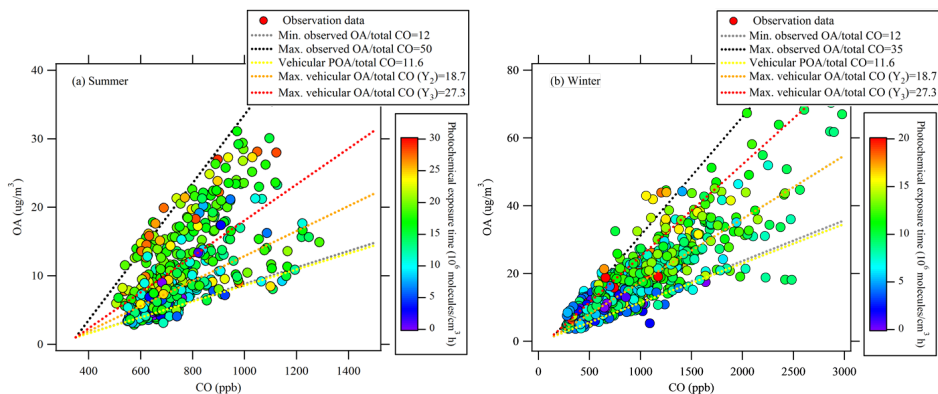 Observation data
Min. observed OA/total CO=12
Max. observed OA/total CO=50
Vehicular POA/total CO=11.6
Max. vehicular OA/total CO (Y2)=18.7
Max. vehicular OA/total CO (Y3)=27.3
(a) Summer
40
30
20
10
0
OA (ug/m3)
400 600 800 1000 1200 1400
CO (ppb)
30
25
20
15
10
5
0
Photochemical exposure time (10^6 molecules/cm^3 h)
Observation data
Min. observed OA/total CO=12
Max. observed OA/total CO=35
Vehicular POA/total CO=11.6
Max. vehicular OA/total CO (Y2)=18.7
Max. vehicular OA/total CO (Y3)=27.3
(b) Winter
80
60
40
20
0
OA (ug/m3)
0 500 1000 1500 2000 2500 3000
CO (ppb)
20
15
10
5
0
Photochemical exposure time (10^6 molecules/cm^3 h)